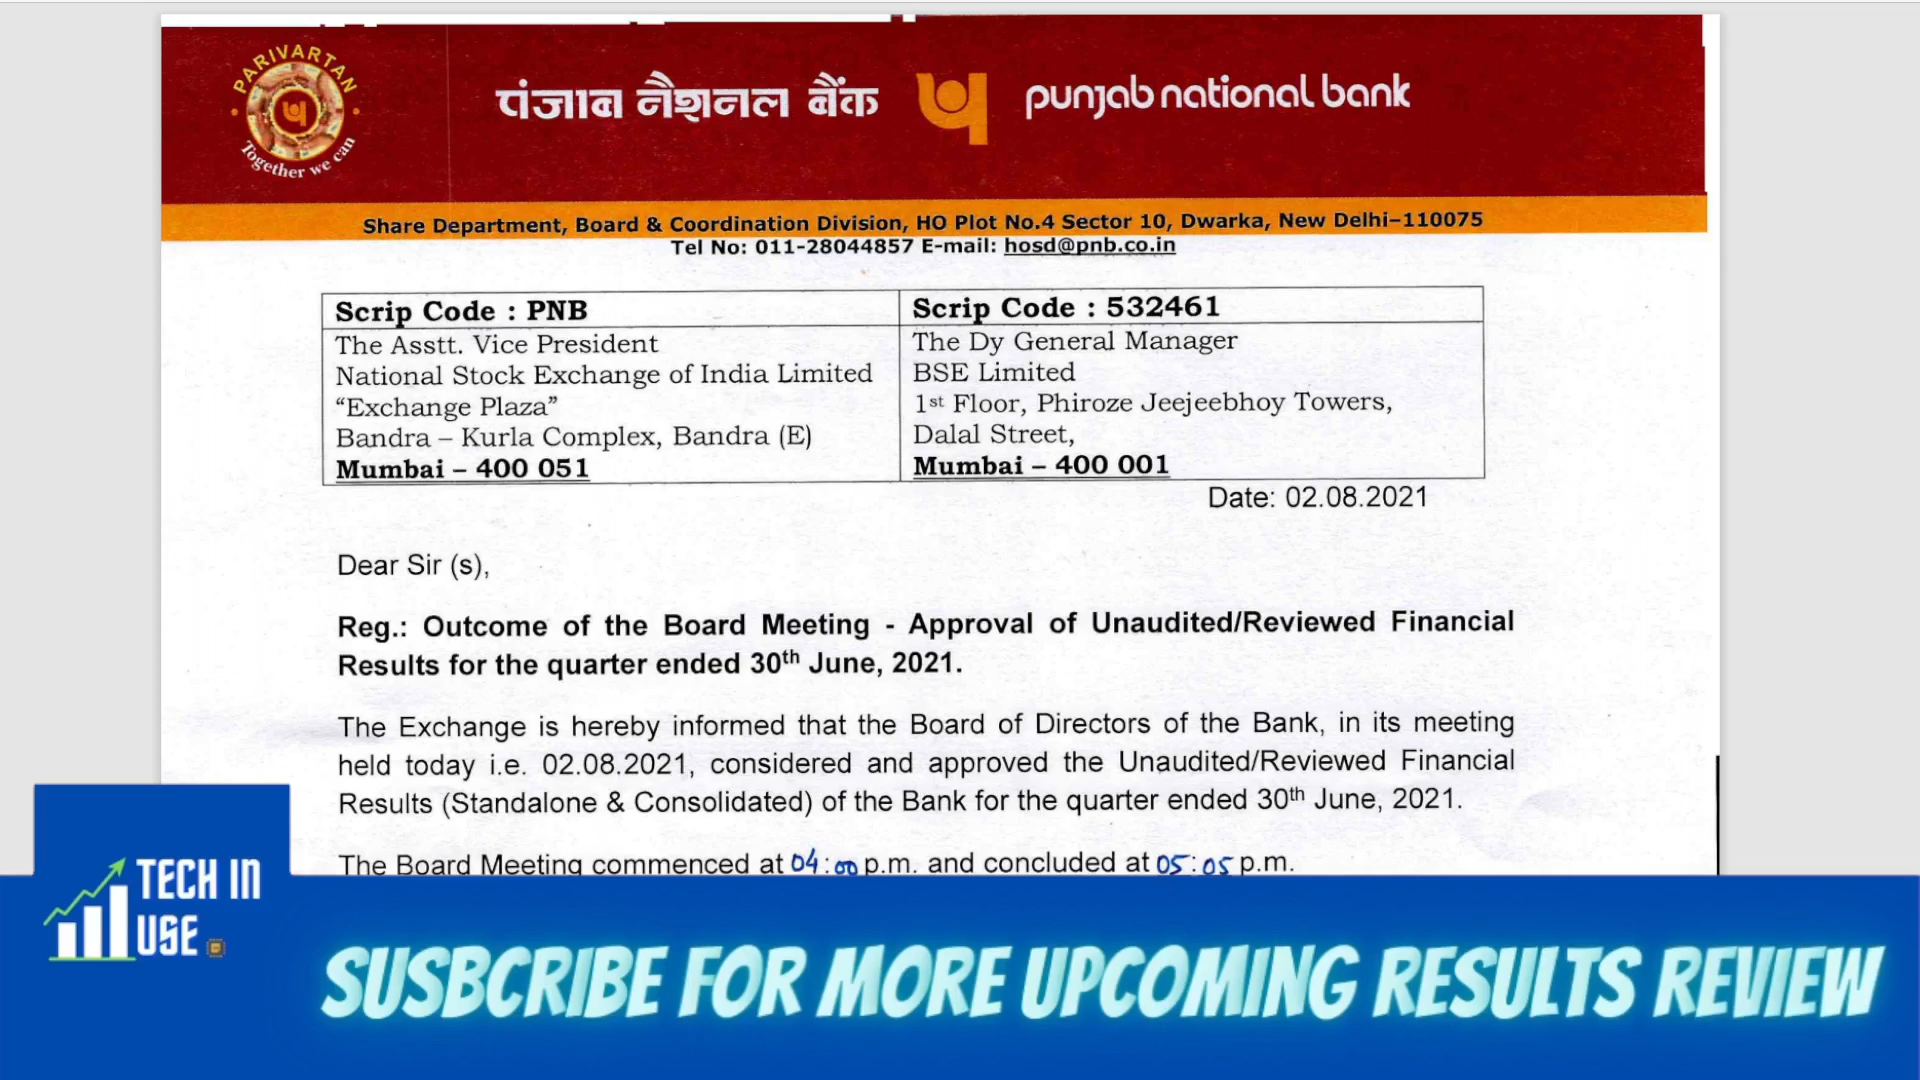 PARIVARTAN
Together we can
पंजाब नैशनल बैंक punjab national bank
Share Department, Board & Coordination Division, HO Plot No.4 Sector 10, Dwarka, New Delhi-110075
Tel No: 011-28044857 E-mail: hosd@pnb.co.in
Scrip Code : PNB
The Asstt. Vice President
National Stock Exchange of India Limited
“Exchange Plaza”
Bandra – Kurla Complex, Bandra (E)
Mumbai – 400 051
Scrip Code : 532461
The Dy General Manager
BSE Limited
1st Floor, Phiroze Jeejeebhoy Towers,
Dalal Street,
Mumbai – 400 001
Date: 02.08.2021
Dear Sir (s),
Reg.: Outcome of the Board Meeting - Approval of Unaudited/Reviewed Financial
Results for the quarter ended 30th June, 2021.
The Exchange is hereby informed that the Board of Directors of the Bank, in its meeting
held today i.e. 02.08.2021, considered and approved the Unaudited/Reviewed Financial
Results (Standalone & Consolidated) of the Bank for the quarter ended 30th June, 2021.
The Board Meeting commenced at 04:00 p.m. and concluded at 05:05 p.m.
TECH IN
USE
SUSBCRIBE FOR MORE UPCOMING RESULTS REVIEW